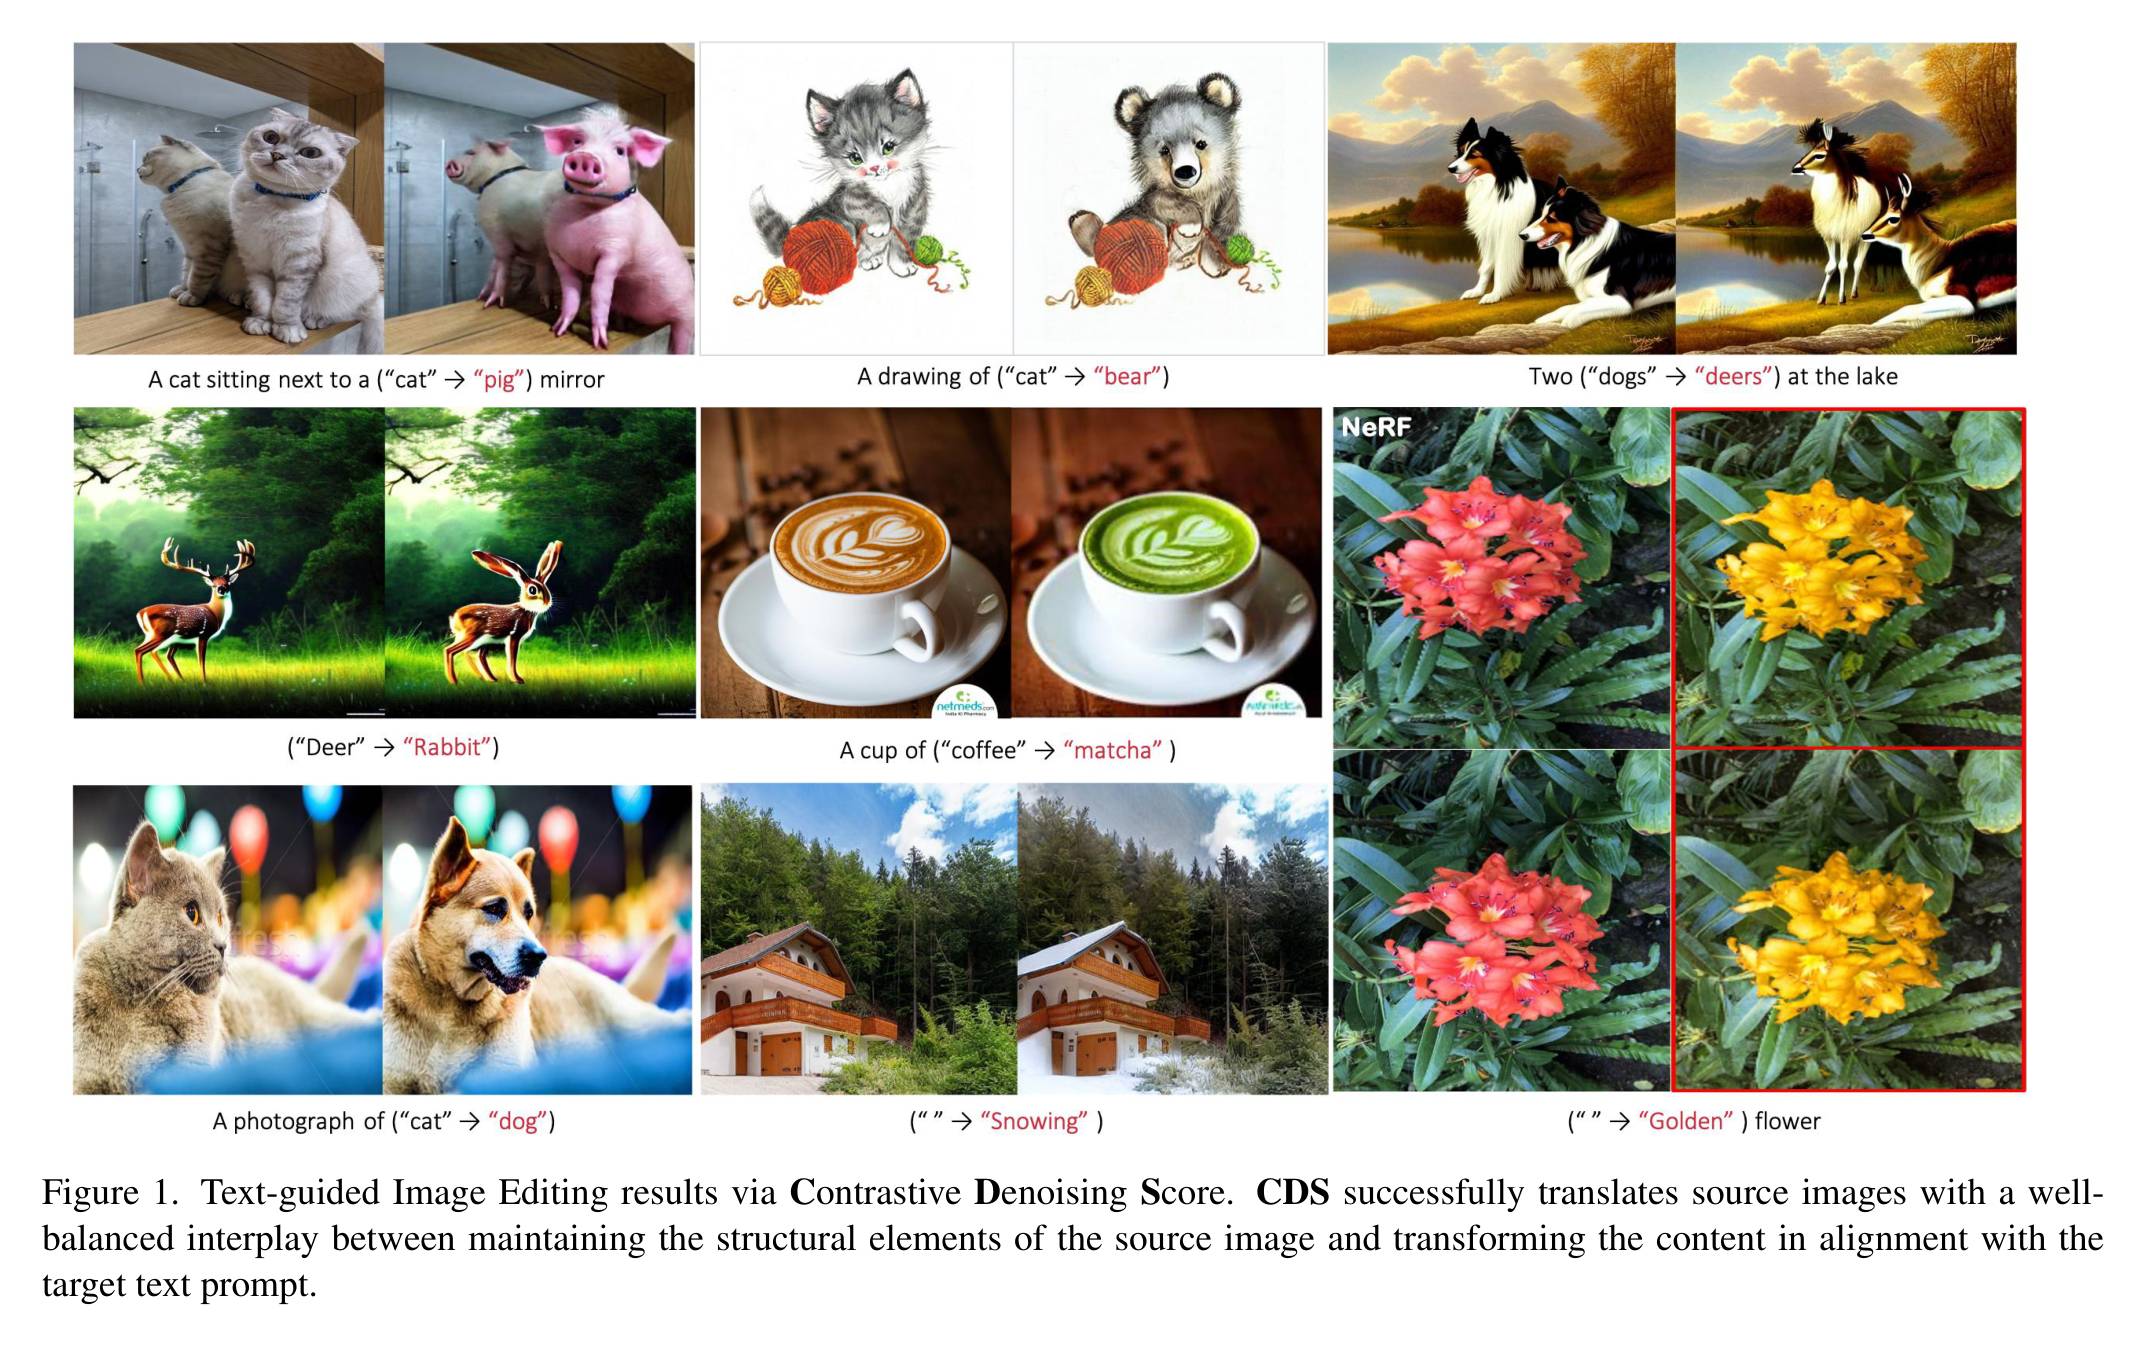 A cat sitting next to a (“cat” → “pig”) mirror
A drawing of (“cat” → “bear”)
Two (“dogs” → “deers”) at the lake
NeRF
netmeds.com
India Ki Pharmacy
(“Deer” → “Rabbit”)
A cup of (“coffee” → “matcha” )
A photograph of (“cat” → “dog”)
(“ ” → “Snowing” )
(“ ” → “Golden” ) flower
Figure 1. Text-guided Image Editing results via Contrastive Denoising Score. CDS successfully translates source images with a well-
balanced interplay between maintaining the structural elements of the source image and transforming the content in alignment with the
target text prompt.